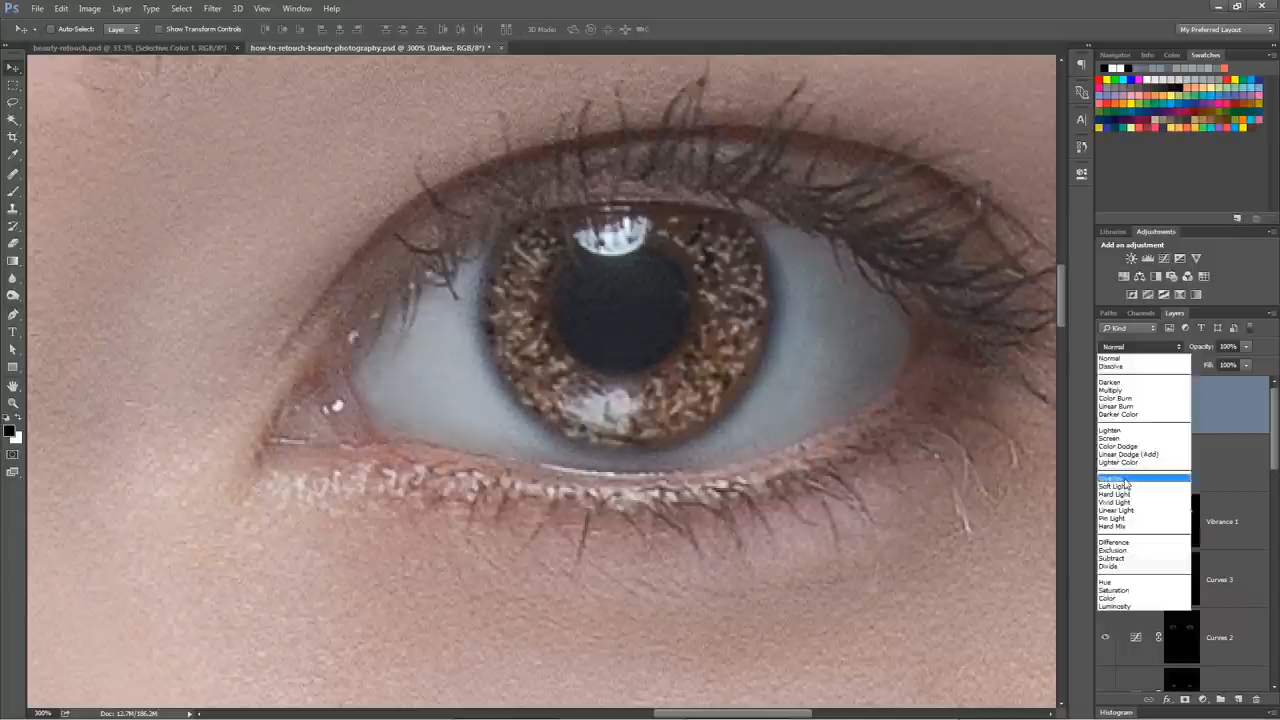 Ps File Edit Image Layer Type Select Filter 3D View Window Help
Auto-Select: Layer Show Transform Controls 3D Mode: My Preferred Layout
beauty-retouch.psd @ 33.3% (Selective Color 1, RGB/8*) × how-to-retouch-beauty-photography.psd @ 300% (Darker, RGB/8*) * ×
Navigator Info Color Swatches
Libraries Adjustments
Add an adjustment
Paths Channels Layers
Kind
Normal Opacity: 100%
Fill: 100%
Normal
Dissolve
Darken
Multiply
Color Burn
Linear Burn
Darker Color
Lighten
Screen
Color Dodge
Linear Dodge (Add)
Lighter Color
Soft Light
Hard Light
Vivid Light
Linear Light
Pin Light
Hard Mix
Difference
Exclusion
Subtract
Divide
Hue
Saturation
Color
Luminosity
Vibrance 1
Curves 3
Curves 2
300% Doc: 12.7M/186.2M
Histogram